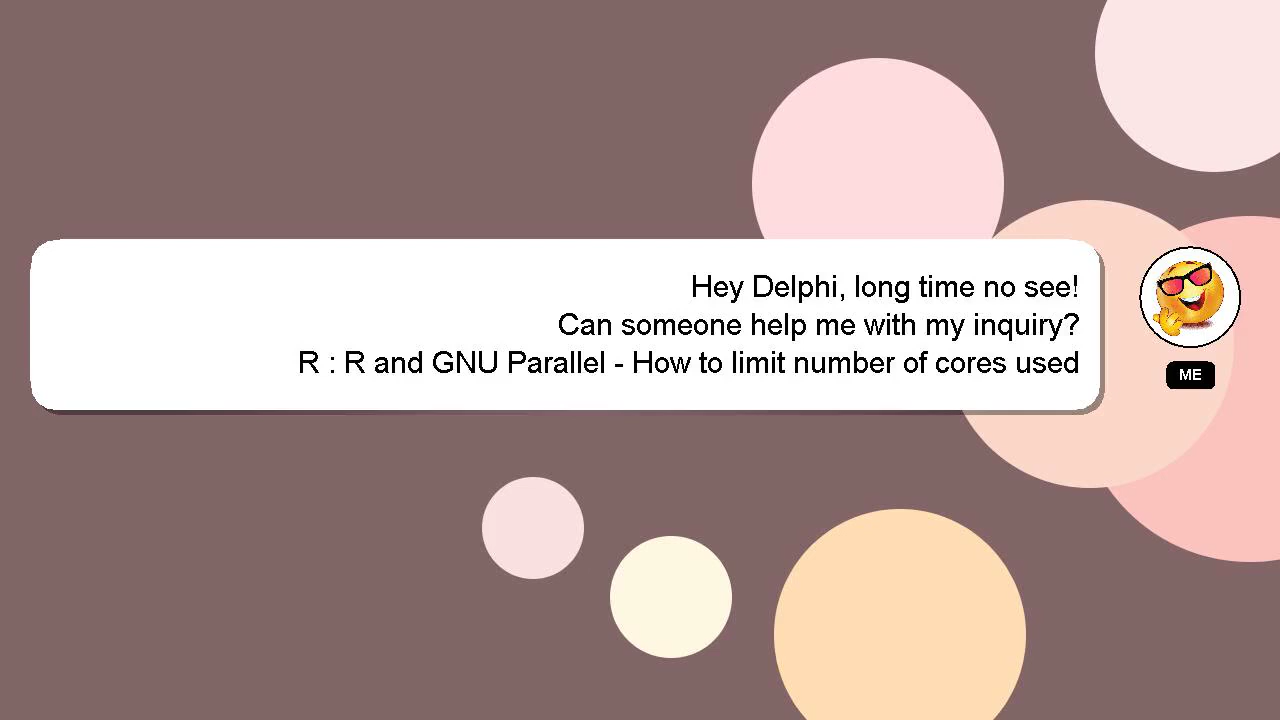 Hey Delphi, long time no see!
Can someone help me with my inquiry?
R : R and GNU Parallel - How to limit number of cores used
ME